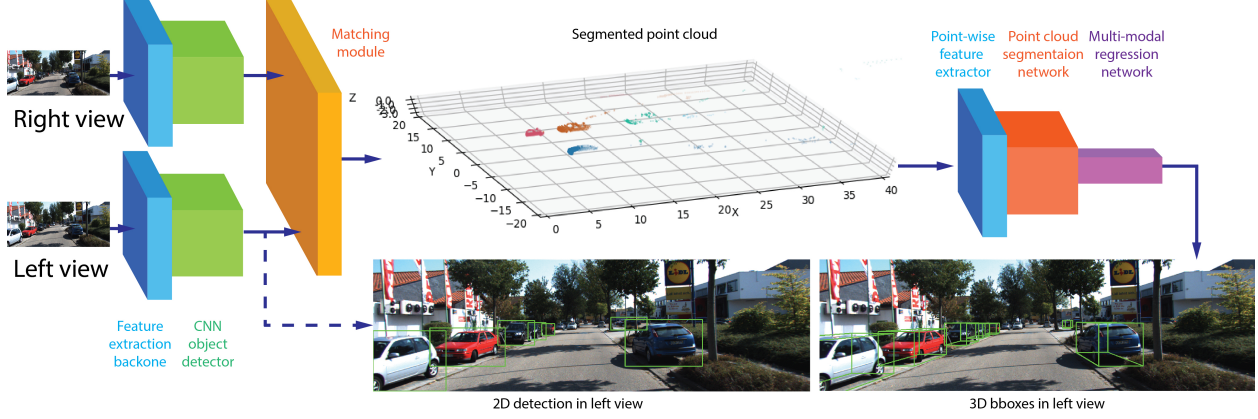 Right view
Left view
Feature
extraction
backone
CNN
object
detector
Matching
module
Segmented point cloud
Z
0.0
5.0
20
15
10
5
0
−5
−10
−15
−20
Y
0
5
10
15
20
25
30
35
40
X
Point-wise
feature
extractor
Point cloud
segmentaion
network
Multi-modal
regression
network
LIDL
LIDL
2D detection in left view
3D bboxes in left view